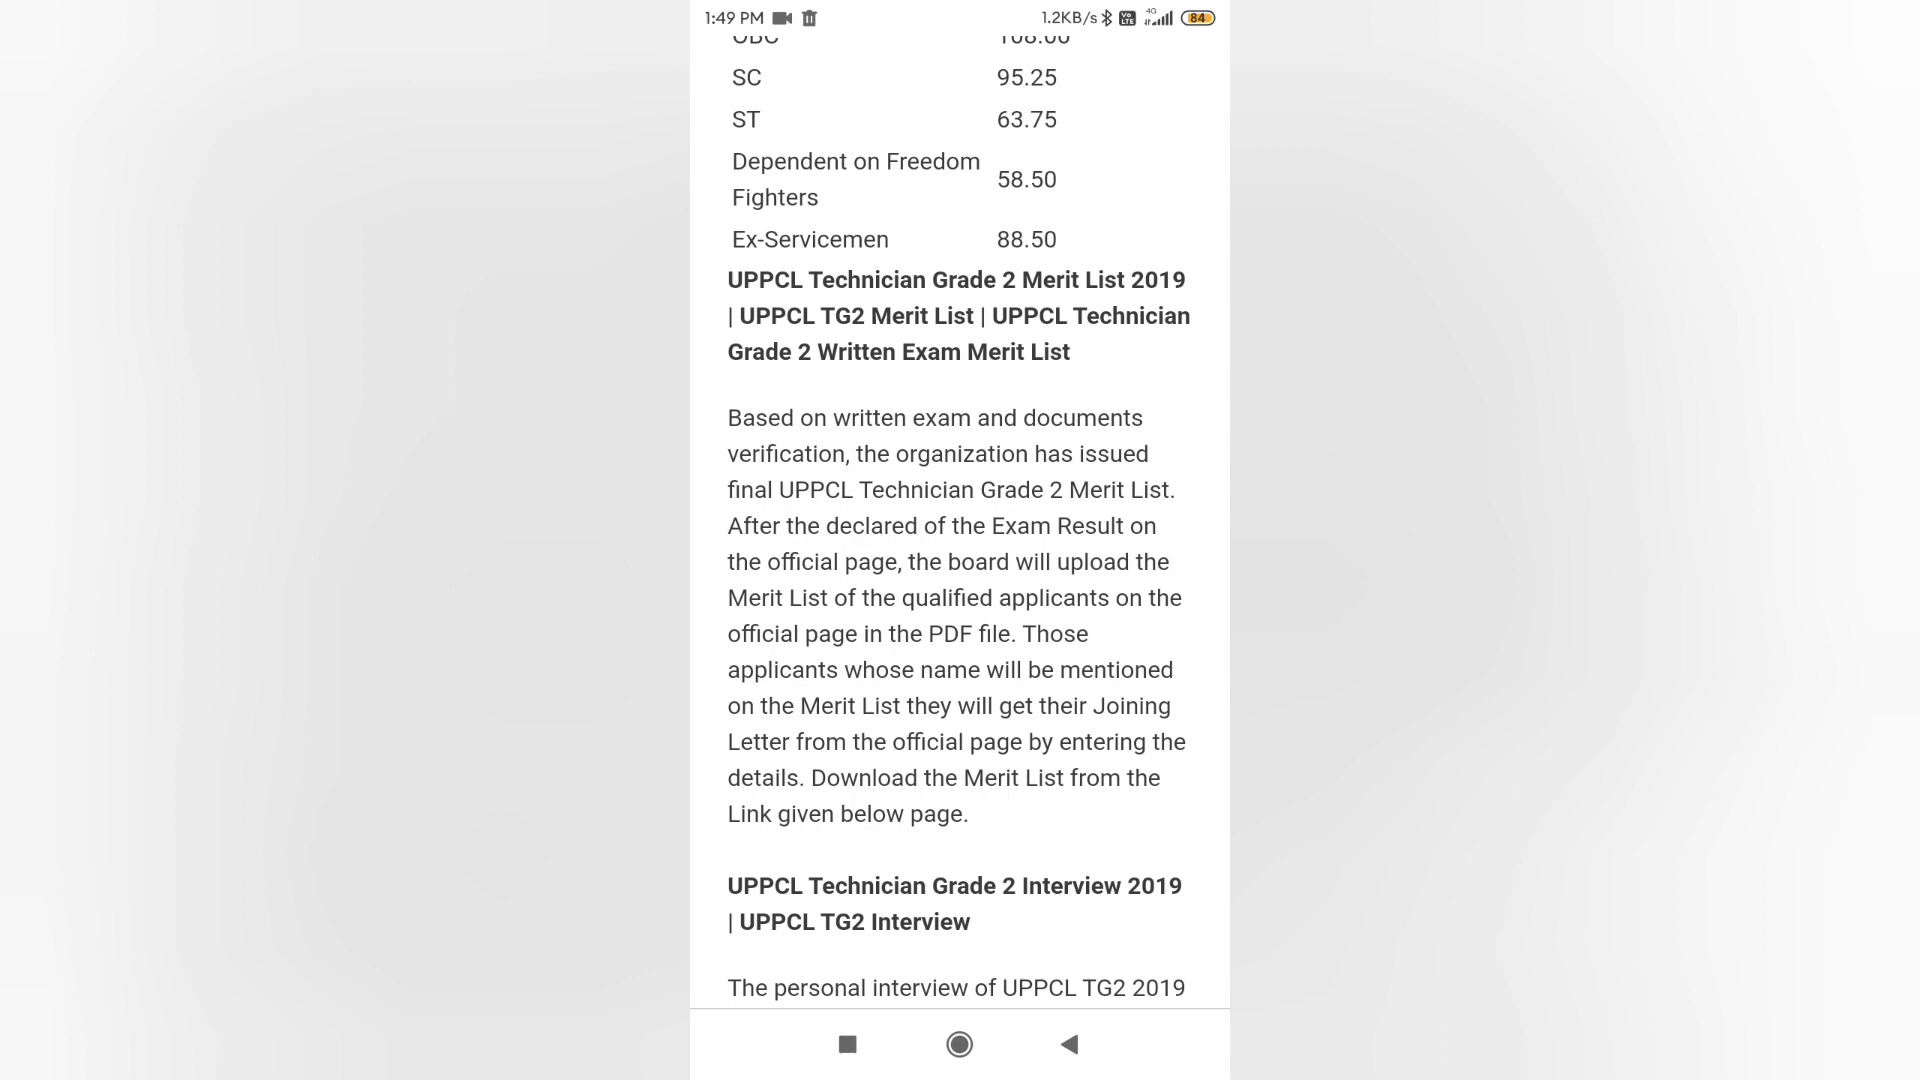 1:49 PM 1.2KB/s Vo LTE 4G 84
OBC
SC 95.25
ST 63.75
Dependent on Freedom
Fighters 58.50
Ex-Servicemen 88.50
UPPCL Technician Grade 2 Merit List 2019
| UPPCL TG2 Merit List | UPPCL Technician
Grade 2 Written Exam Merit List
Based on written exam and documents
verification, the organization has issued
final UPPCL Technician Grade 2 Merit List.
After the declared of the Exam Result on
the official page, the board will upload the
Merit List of the qualified applicants on the
official page in the PDF file. Those
applicants whose name will be mentioned
on the Merit List they will get their Joining
Letter from the official page by entering the
details. Download the Merit List from the
Link given below page.
UPPCL Technician Grade 2 Interview 2019
| UPPCL TG2 Interview
The personal interview of UPPCL TG2 2019